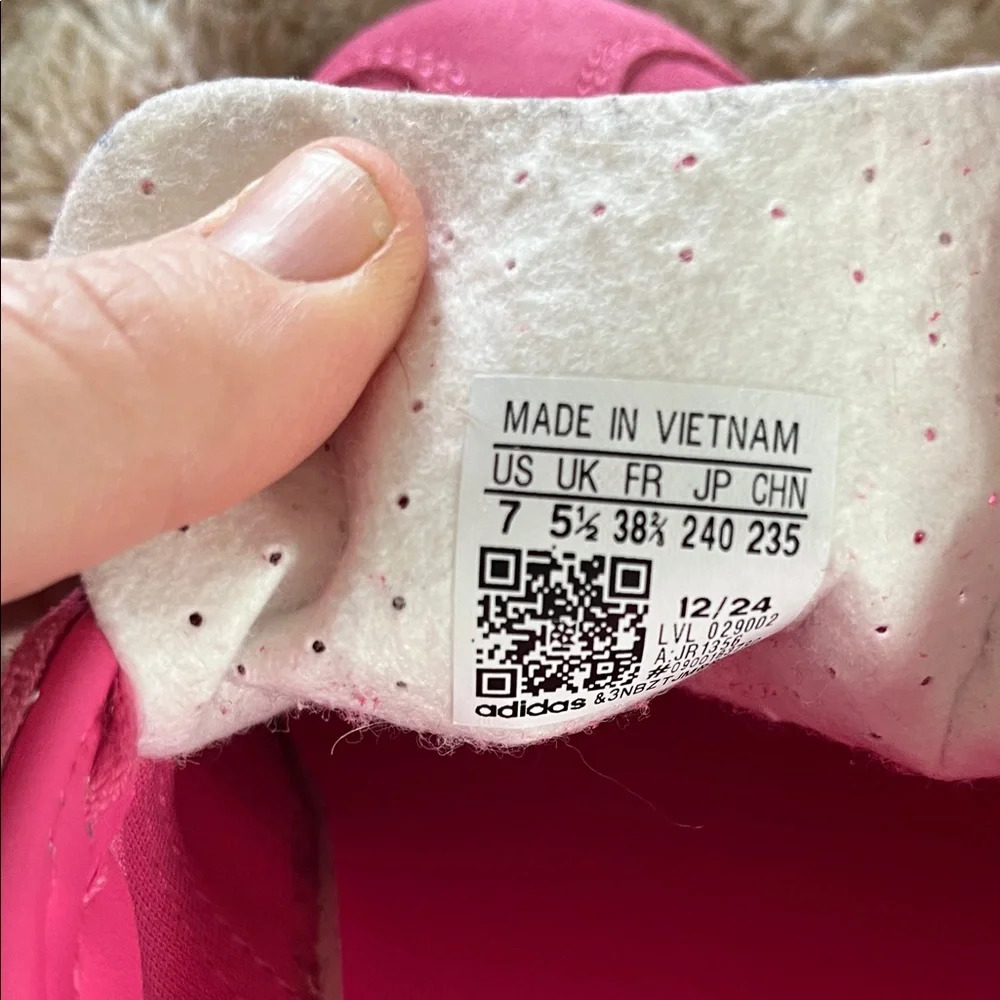 MADE IN VIETNAM
US UK FR JP CHN
7 5½ 38⅔ 240 235
12/24
LVL 029002
A:JR1356
adidas